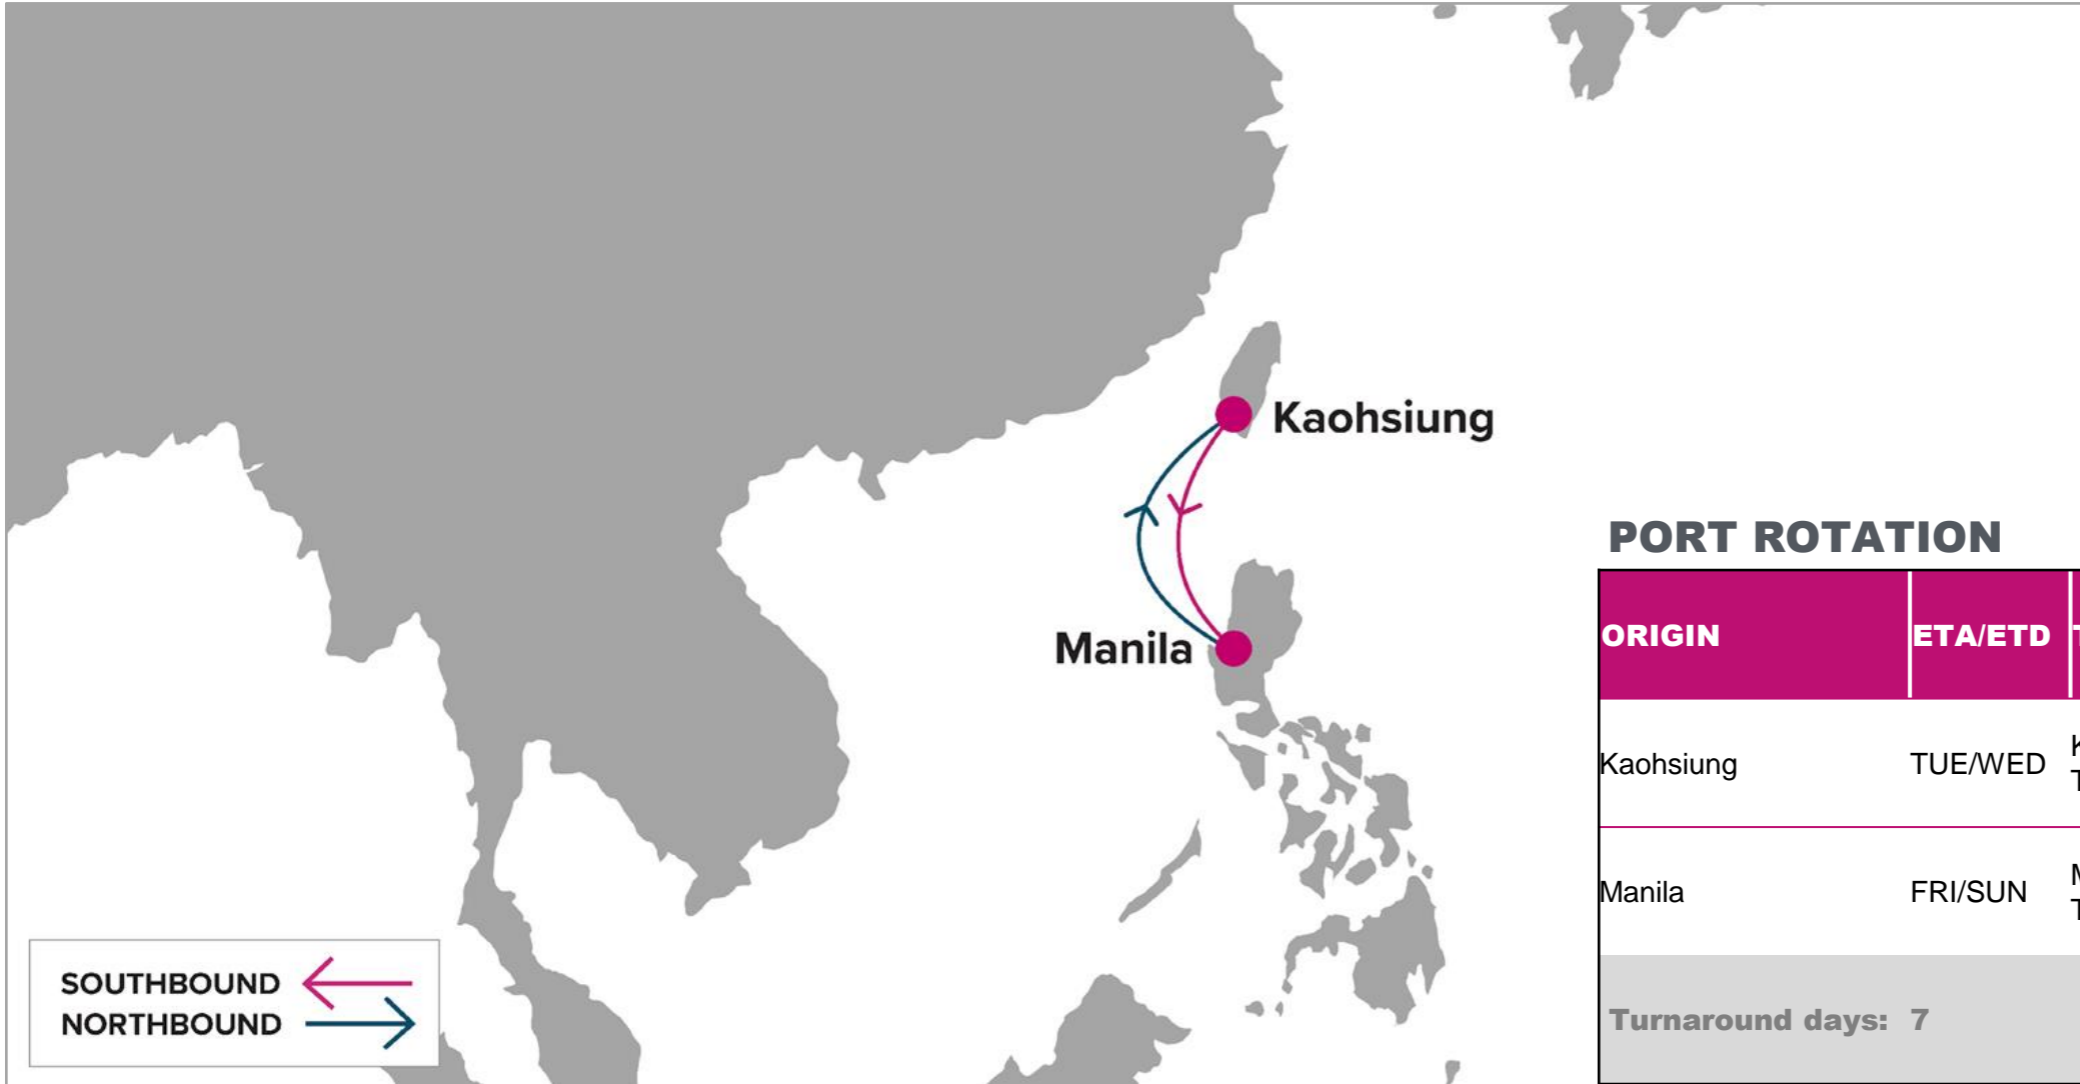 Kaohsiung
Manila
SOUTHBOUND
NORTHBOUND
PORT ROTATION
ORIGIN ETA/ETD
Kaohsiung TUE/WED
Manila FRI/SUN
Turnaround days: 7